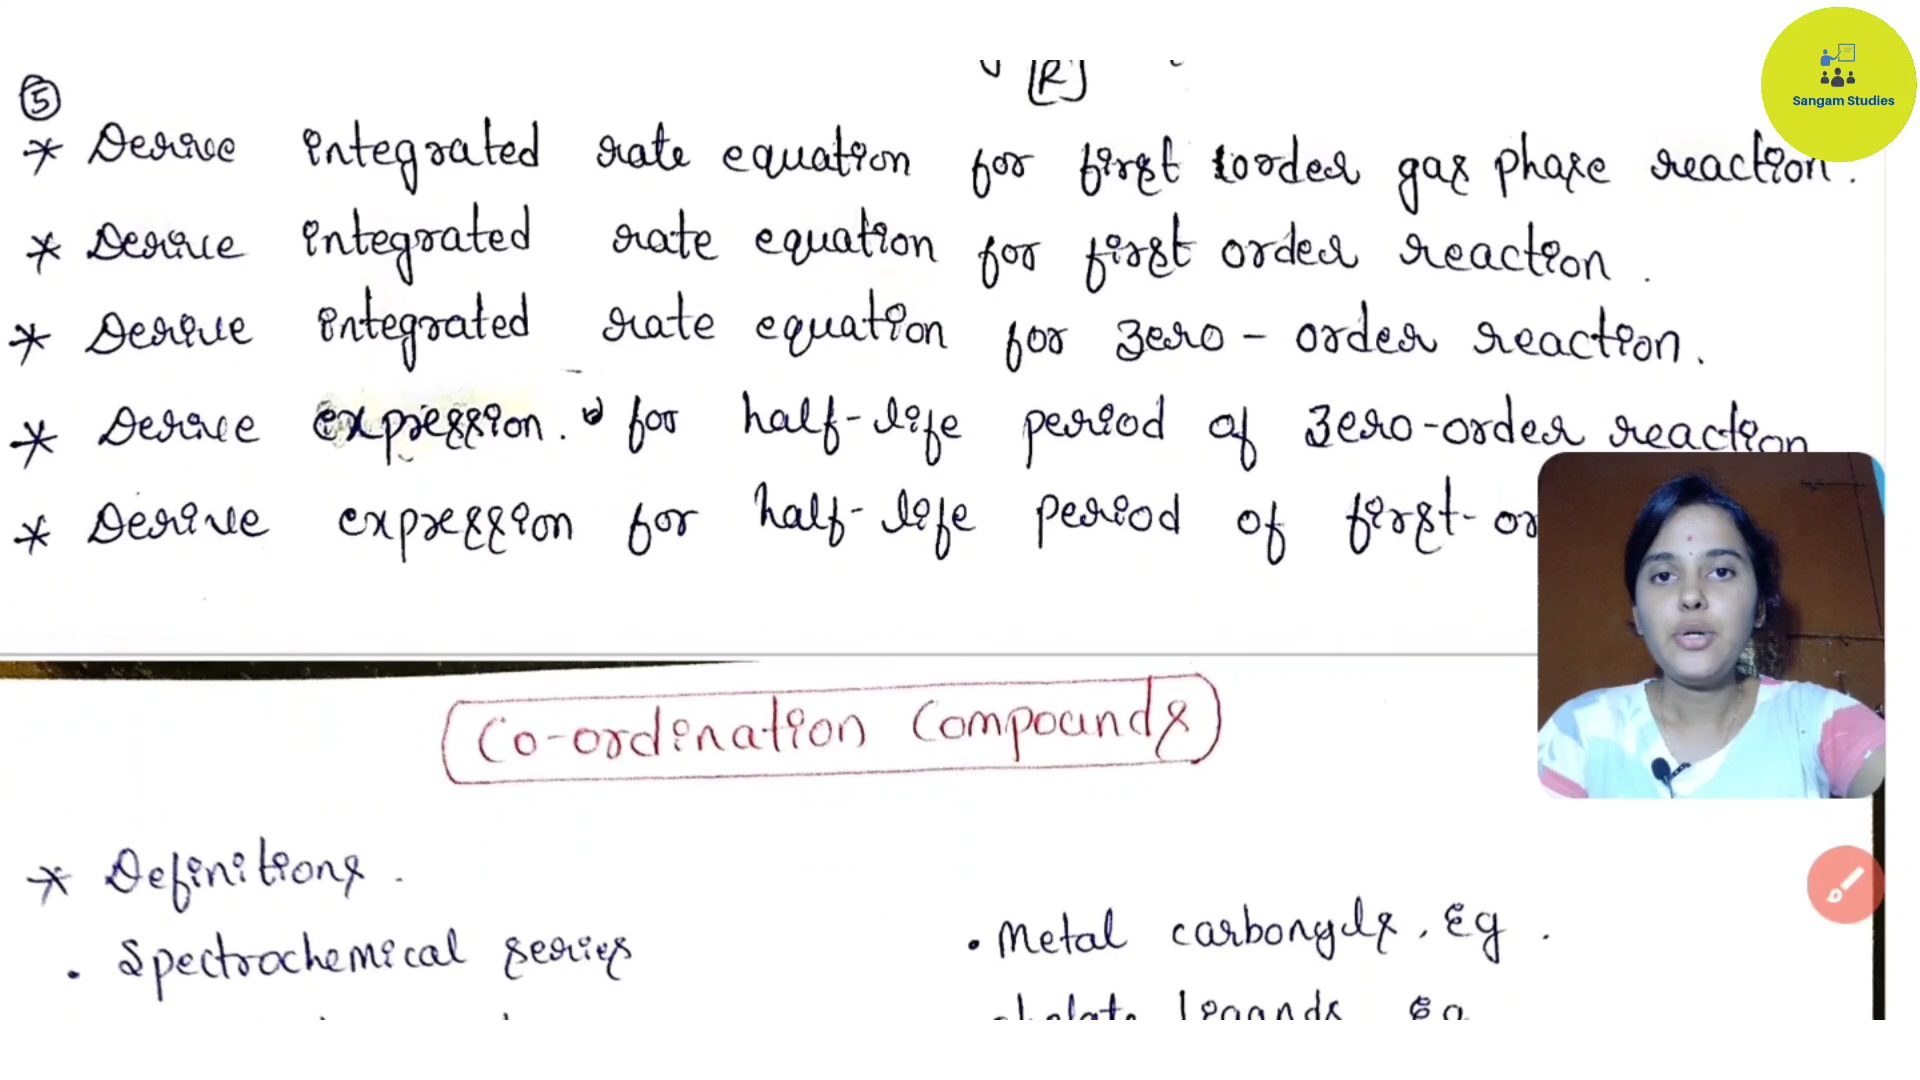 [R]
Sangam Studies
5
* Derive integrated rate equation for first order gas phase reaction.
* Derive integrated rate equation for first order reaction.
* Derive integrated rate equation for zero - order reaction.
* Derive expression. for half-life period of zero-order reaction
* Derive expression for half-life period of first-or
Co-ordination Compounds
* Definitions.
• Spectrochemical series
• Metal carbonyls. Eg.